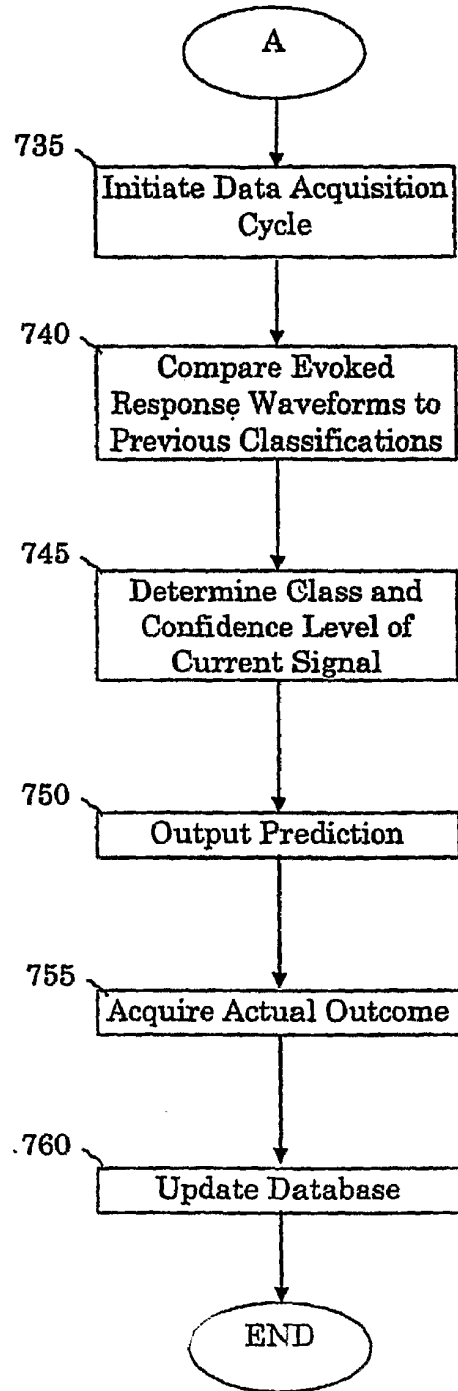 A
735
Initiate Data Acquisition
Cycle
740
Compare Evoked
Response Waveforms to
Previous Classifications
745
Determine Class and
Confidence Level of
Current Signal
750
Output Prediction
755
Acquire Actual Outcome
760
Update Database
END